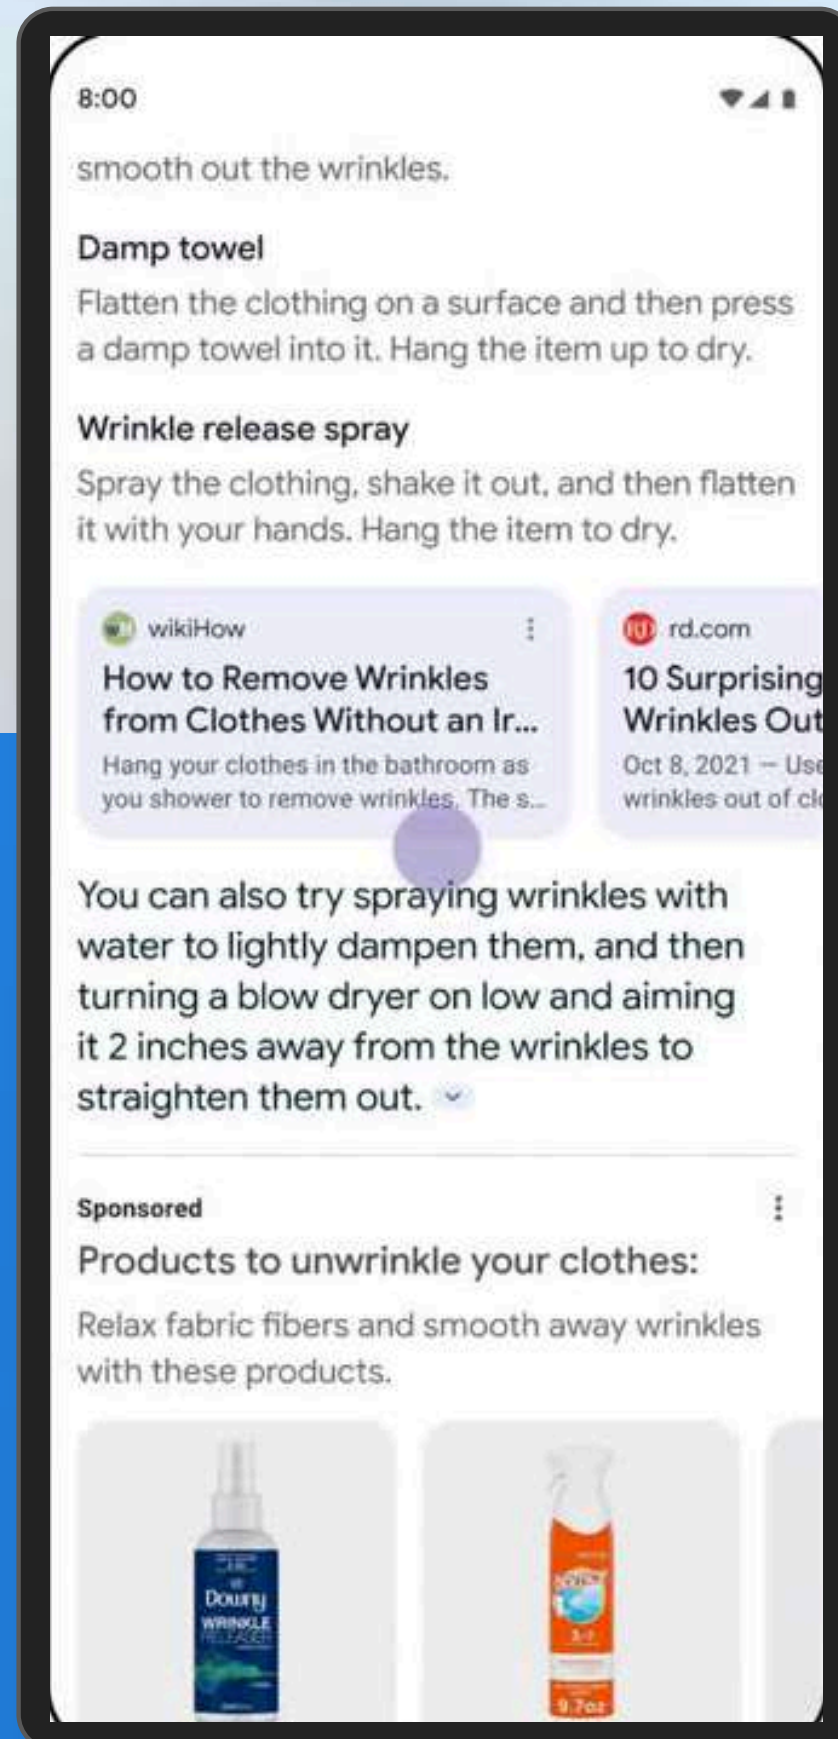 8:00
smooth out the wrinkles.
Damp towel
Flatten the clothing on a surface and then press
a damp towel into it. Hang the item up to dry.
Wrinkle release spray
Spray the clothing, shake it out, and then flatten
it with your hands. Hang the item to dry.
wikiHow
How to Remove Wrinkles
from Clothes Without an Ir...
Hang your clothes in the bathroom as
you shower to remove wrinkles. The s...
rd.com
10 Surprising
Wrinkles Out
Oct 8, 2021 — Use
wrinkles out of
You can also try spraying wrinkles with
water to lightly dampen them, and then
turning a blow dryer on low and aiming
it 2 inches away from the wrinkles to
straighten them out.
Sponsored
Products to unwrinkle your clothes:
Relax fabric fibers and smooth away wrinkles
with these products.
Downy
WRINKLE
RELEASER
9.7oz